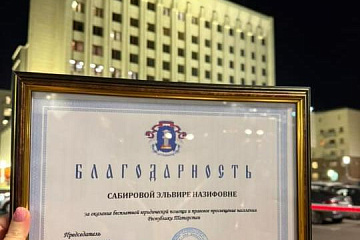 БЛАГОДАРНОСТЬ
САБИРОВОЙ ЭЛЬВИРЕ НАЗИФОВНЕ
за оказание бесплатной юридической помощи и правовое просвещение населения
Республики Татарстан
Председатель